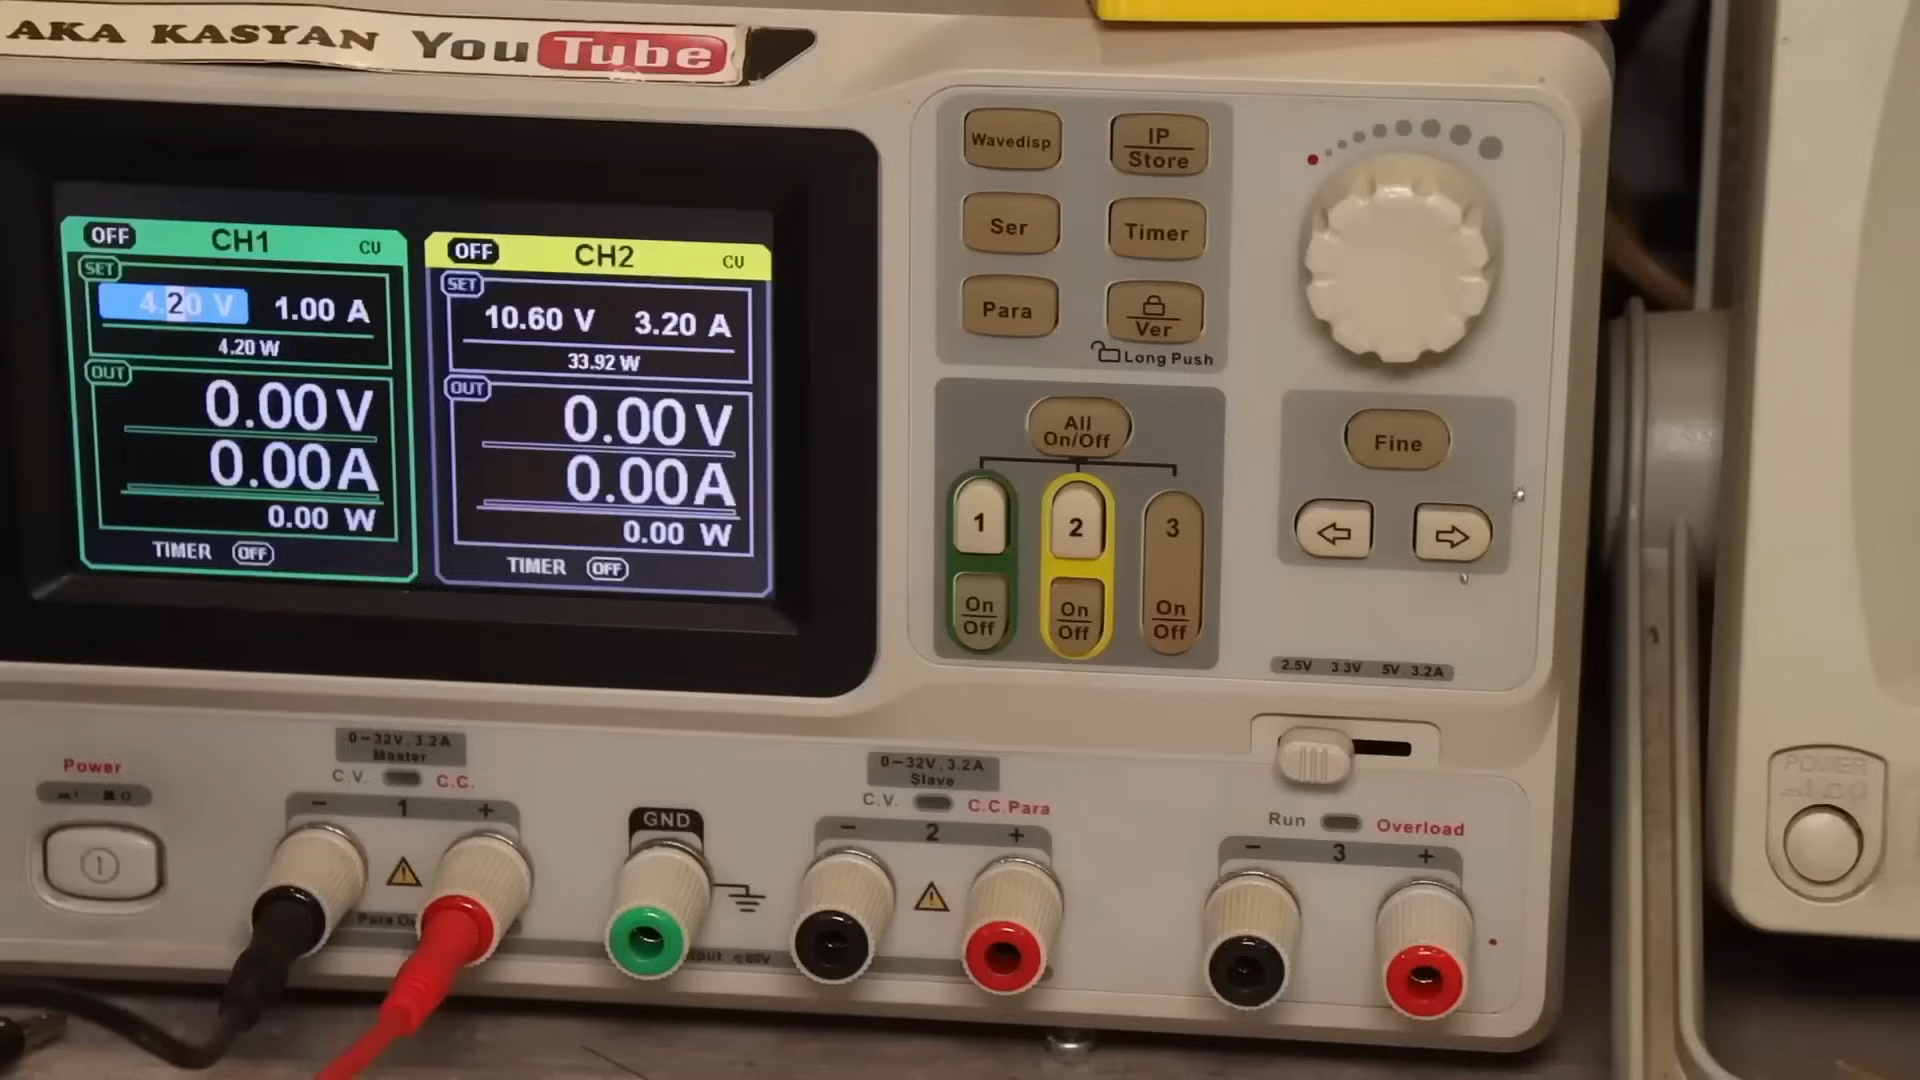 AKA KASYAN YouTube
Wavedisp
IP
Store
Ser
Timer
Para
Ver
Long Push
OFF CH1 CV
SET
4.20 V 1.00 A
4.20 W
OUT
0.00 V
0.00 A
0.00 W
TIMER OFF
OFF CH2 CV
SET
10.60 V 3.20 A
33.92 W
OUT
0.00 V
0.00 A
0.00 W
TIMER OFF
All
On/Off
1
2
3
On
Off
On
Off
On
Off
Fine
2.5V 3.3V 5V 3.2A
Power
0-32V, 3.2A
Master
C.V. C.C.
- 1 +
GND
0-32V, 3.2A
Slave
C.V. C.C.Para
- 2 +
Run Overload
- 3 +
Para
≤60V
POWER